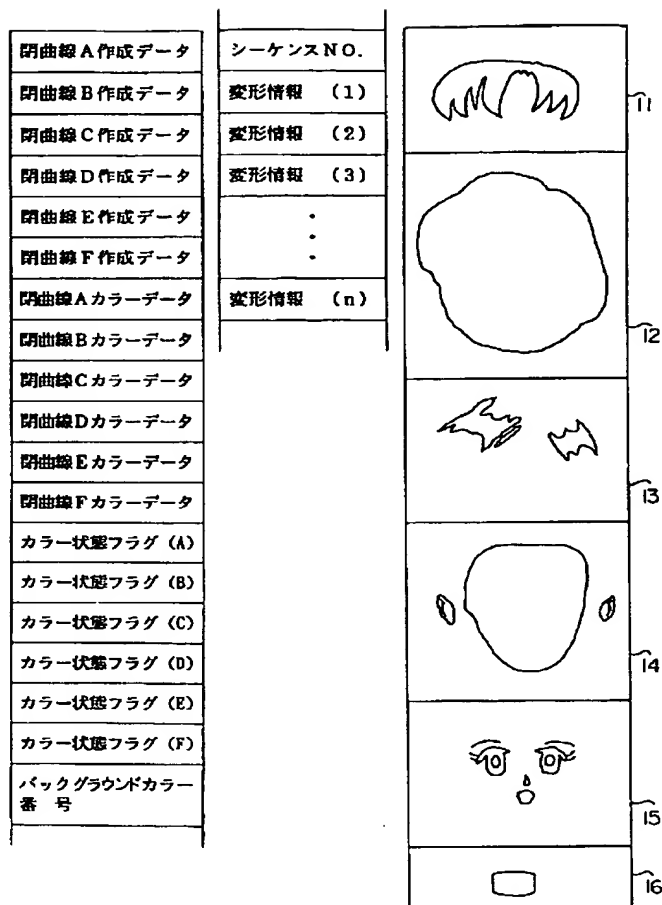 閉曲線A作成データ
閉曲線B作成データ
閉曲線C作成データ
閉曲線D作成データ
閉曲線E作成データ
閉曲線F作成データ
閉曲線Aカラーデータ
閉曲線Bカラーデータ
閉曲線Cカラーデータ
閉曲線Dカラーデータ
閉曲線Eカラーデータ
閉曲線Fカラーデータ
カラー状態フラグ(A)
カラー状態フラグ(B)
カラー状態フラグ(C)
カラー状態フラグ(D)
カラー状態フラグ(E)
カラー状態フラグ(F)
バックグラウンドカラー
番 号
シーケンスNO.
変形情報 (1)
変形情報 (2)
変形情報 (3)
・
・
・
変形情報 (n)
11
12
13
14
15
16